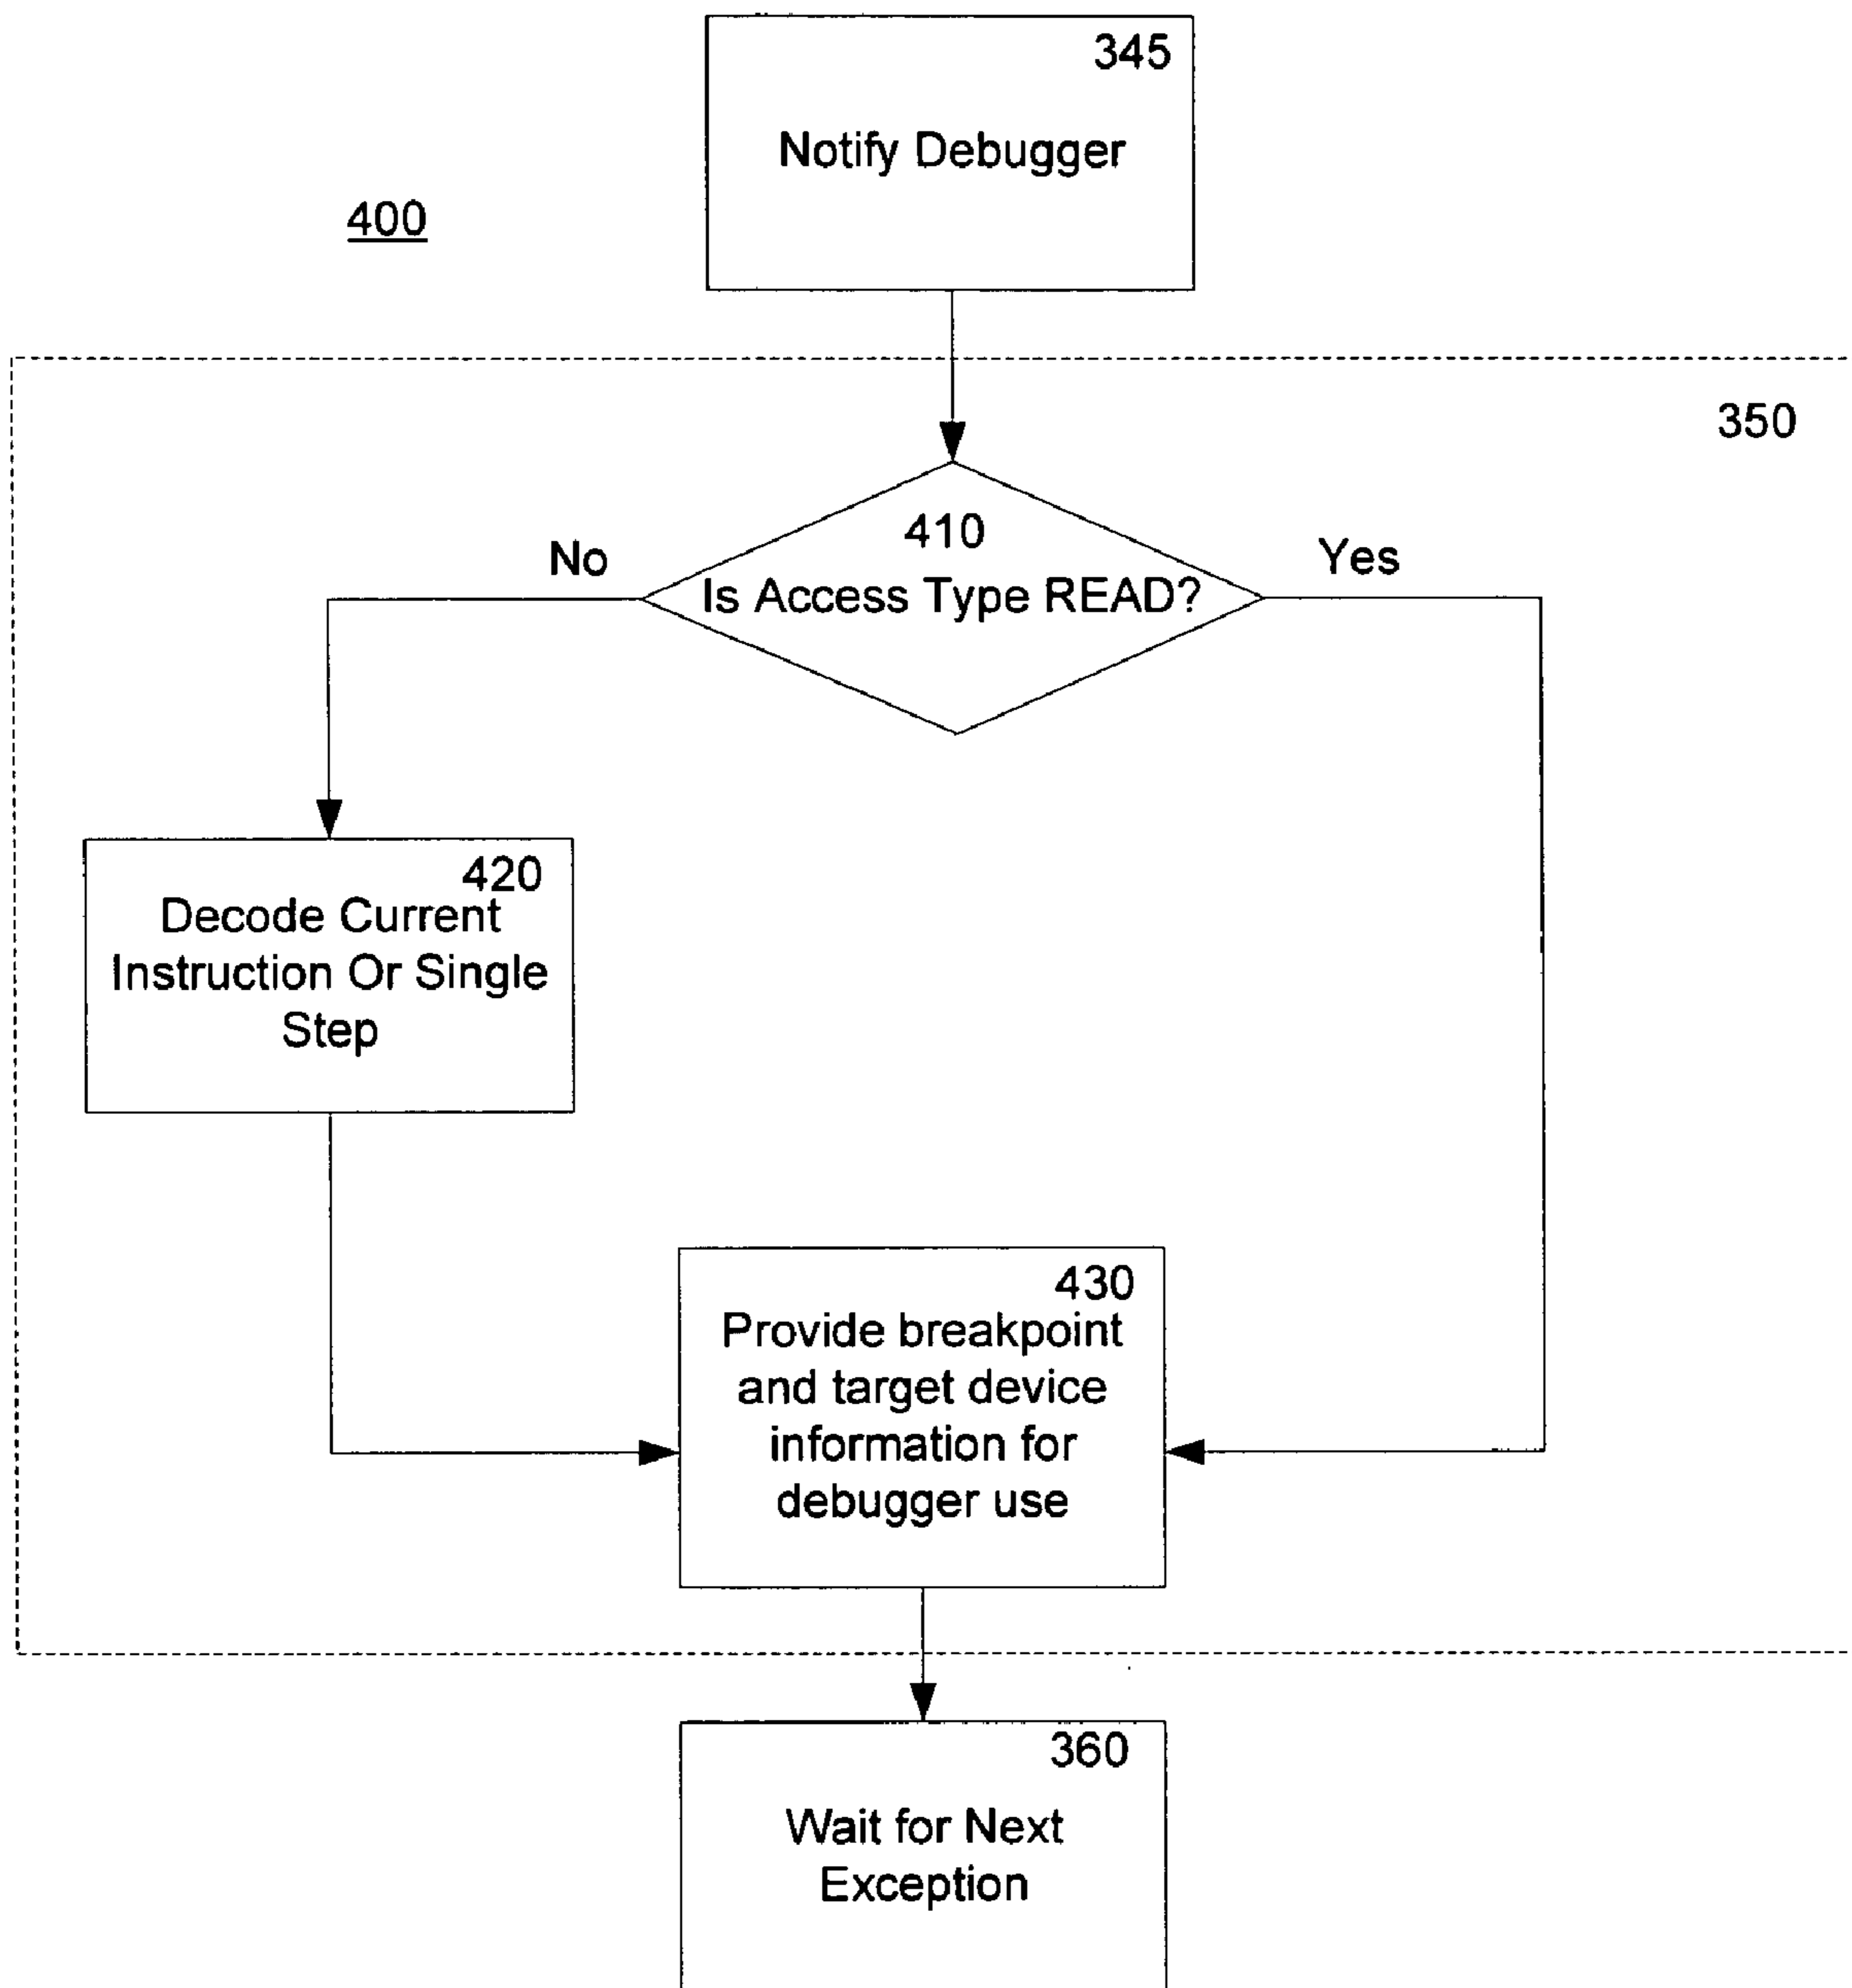 345
Notify Debugger
400
350
410
No
Yes
Is Access Type READ?
420
Decode Current
Instruction Or Single
Step
430
Provide breakpoint
and target device
information for
debugger use
360
Wait for Next
Exception